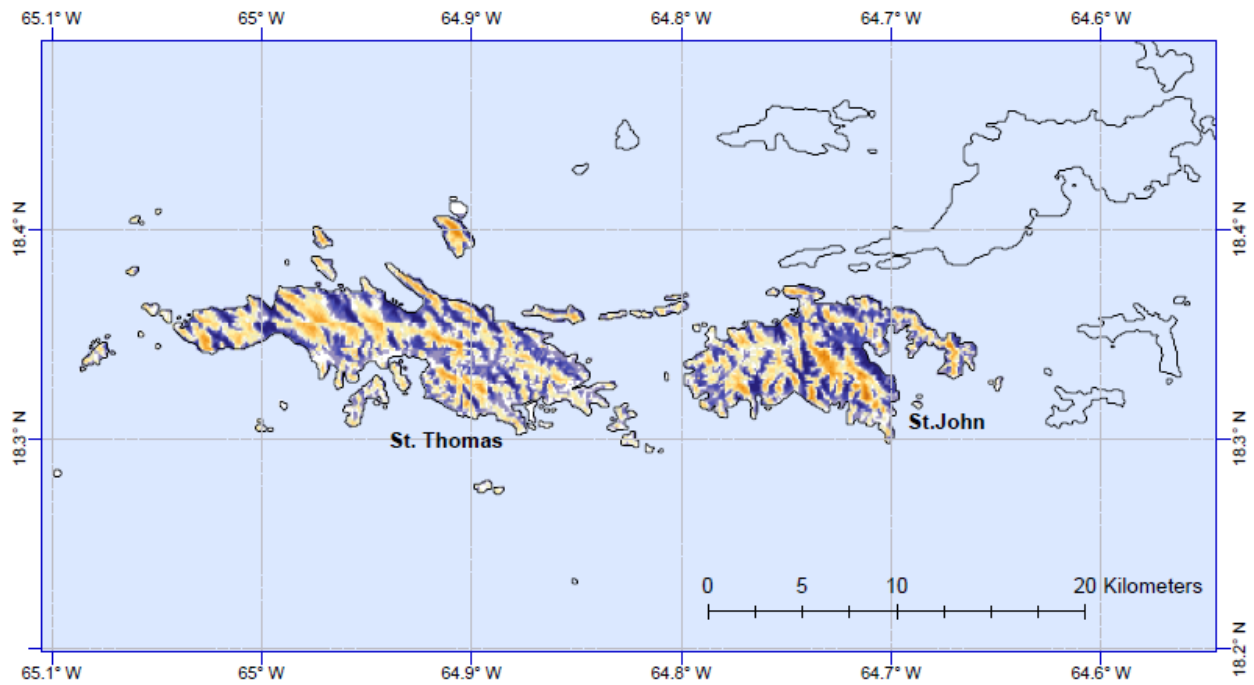 65.1° W 65° W 64.9° W 64.8° W 64.7° W 64.6° W
18.4° N 18.4° N
18.3° N 18.3° N
St. Thomas St.John
0 5 10 20 Kilometers
18.2° N
65.1° W 65° W 64.9° W 64.8° W 64.7° W 64.6° W